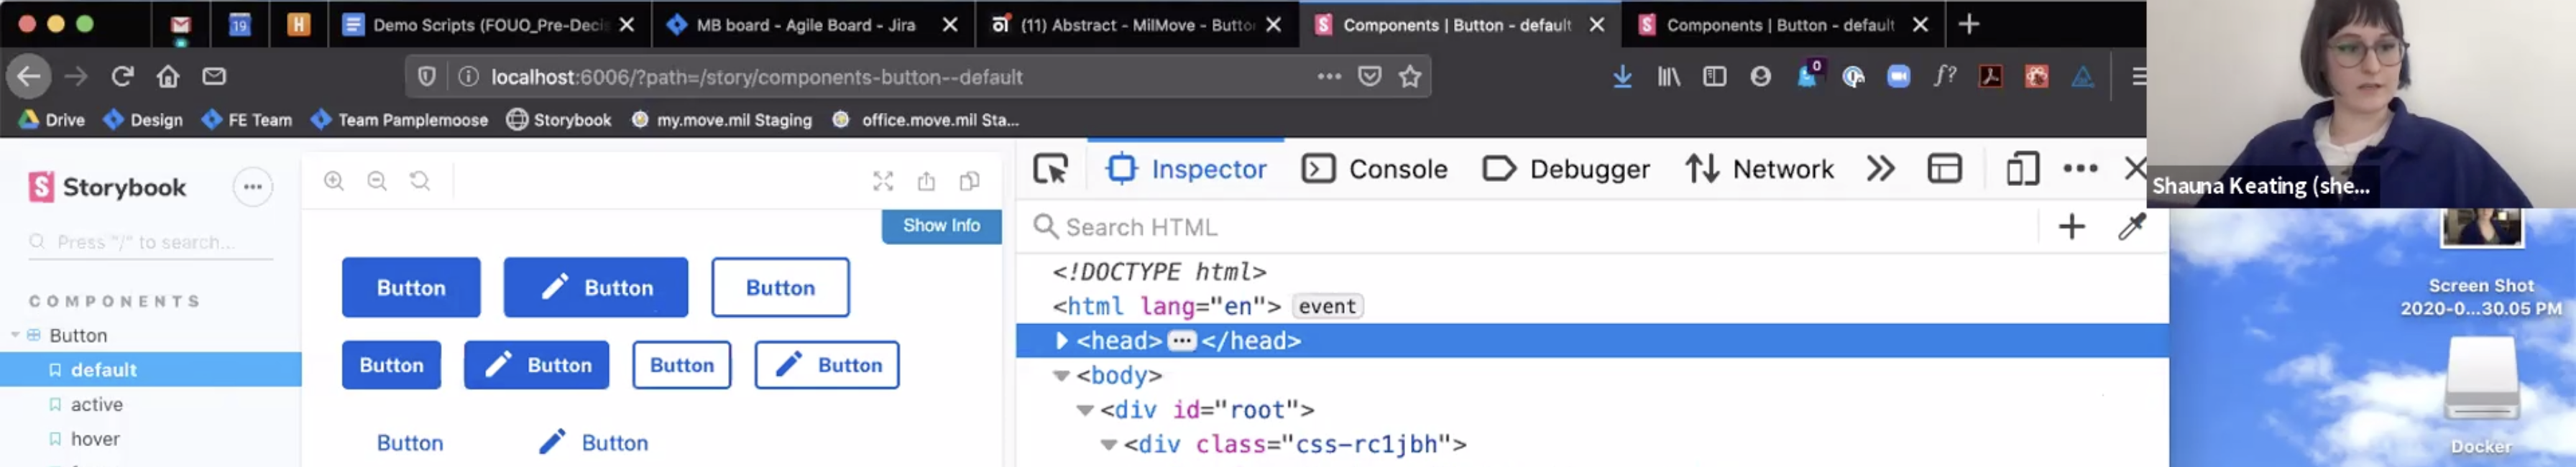 19
H
Demo Scripts (FOUO_Pre-Deci
MB board - Agile Board - Jira
(11) Abstract - MilMove - Butto
Components | Button - default
Components | Button - default
localhost:6006/?path=/story/components-button--default
0
f?
Drive
Design
FE Team
Team Pamplemoose
Storybook
my.move.mil Staging
office.move.mil Sta...
Shauna Keating (she...
S Storybook
Press "/" to search...
COMPONENTS
Button
default
active
hover
Show Info
Button
Button
Button
Button
Button
Button
Button
Button
Button
Inspector
Console
Debugger
Network
Search HTML
<!DOCTYPE html>
<html lang="en"> event
<head> ... </head>
<body>
<div id="root">
<div class="css-rc1jbh">
Screen Shot
2020-0...30.05 PM
Docker